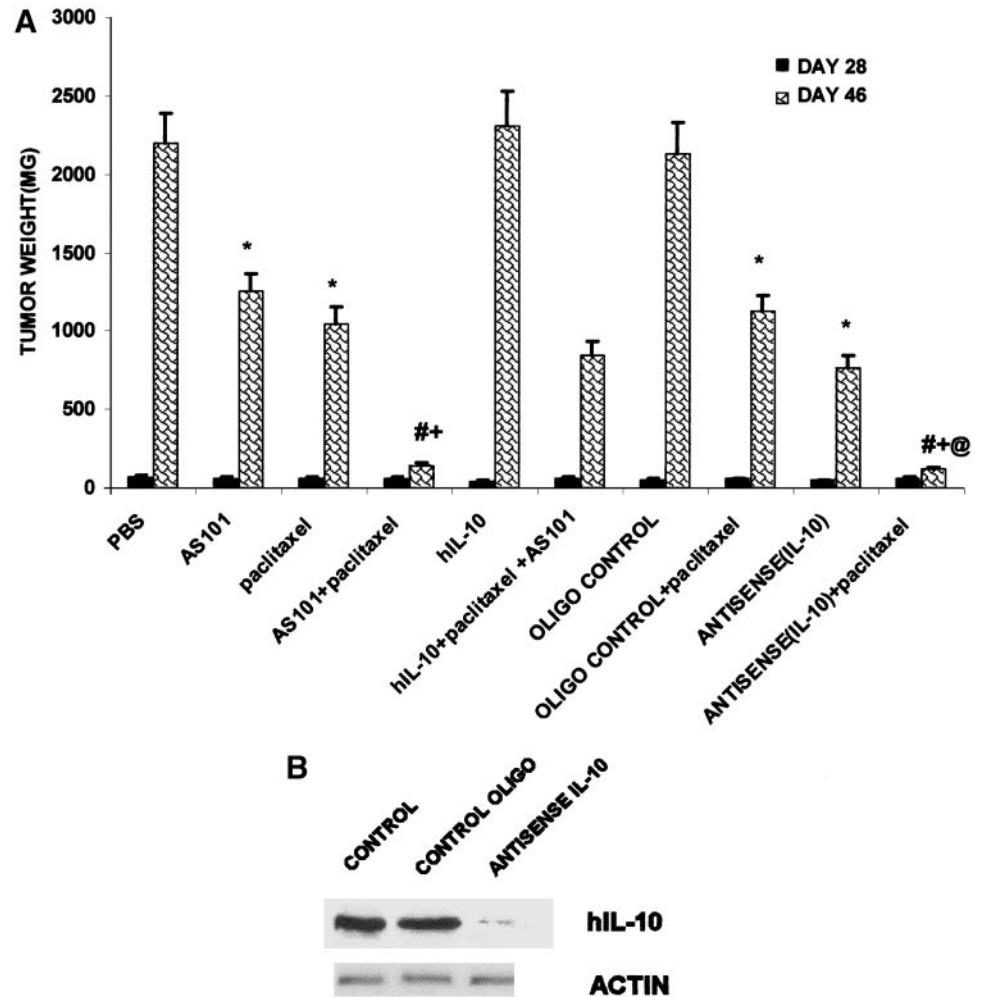 A
3000
2500
2000
1500
1000
500
0
TUMOR WEIGHT(MG)
DAY 28
DAY 46
*
*
#+
*
*
#+@
PBS
AS101
paclitaxel
AS101+paclitaxel
hIL-10
hIL-10+paclitaxel +AS101
OLIGO CONTROL
OLIGO CONTROL+paclitaxel
ANTISENSE(IL-10)
ANTISENSE(IL-10)+paclitaxel
B
CONTROL
CONTROL OLIGO
ANTISENSE IL-10
hIL-10
ACTIN